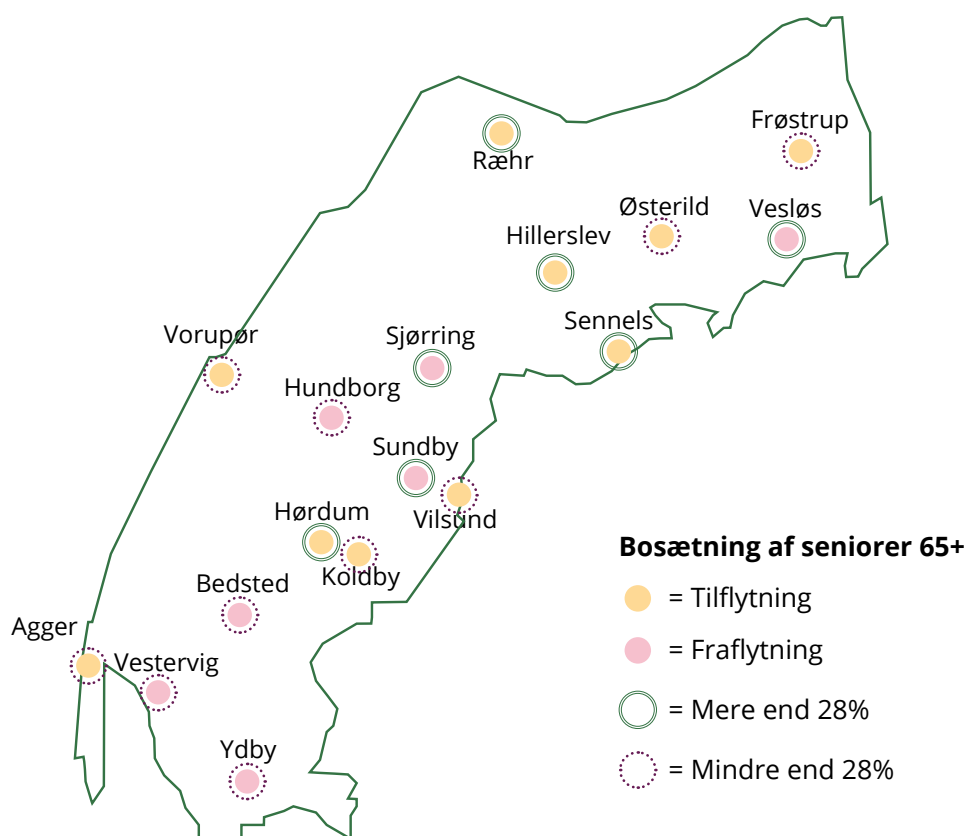 Frøstrup
Ræhr
Østerild
Vesløs
Hillerslev
Sennels
Vorupør
Sjørring
Hundborg
Sundby
Vilsund
Hørdum
Koldby
Bedsted
Agger
Vestervig
Ydby
Bosætning af seniorer 65+
= Tilflytning
= Fraflytning
= Mere end 28%
= Mindre end 28%